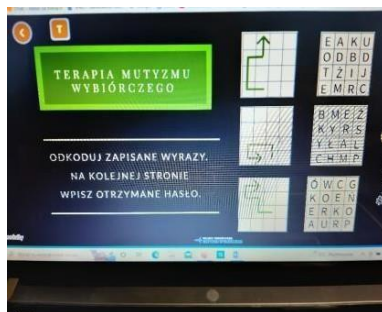 T
TERAPIA MUTYZMU
WYBIÓRCZEGO
ODKODUJ ZAPISANE WYRAZY.
NA KOLEJNEJ STRONIE
WPISZ OTRZYMANE HASŁO.
E A K U
O D B D
T Ż I J
E M R C
B M E Ż
K Y R S
Y Ł A L
C H M P
Ó W C G
K O E N
E R K O
A U R P